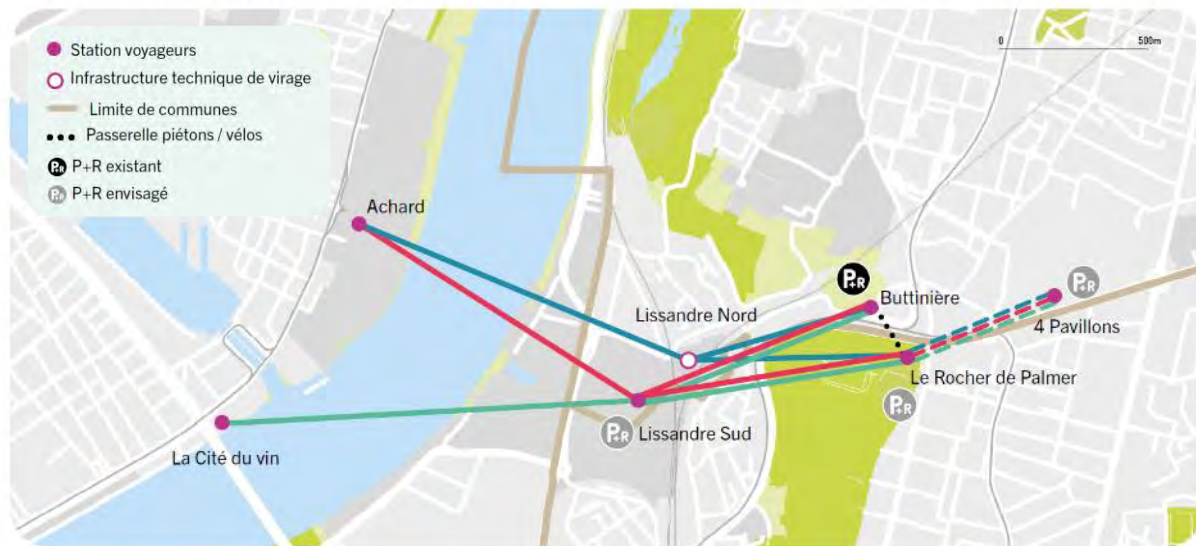 Station voyageurs
Infrastructure technique de virage
Limite de communes
Passerelle piétons / vélos
P+R P+R existant
P+R P+R envisagé
0 500m
Achard
P+R
P+R
Buttinière
Lissandre Nord
4 Pavillons
Le Rocher de Palmer
P+R
P+R Lissandre Sud
La Cité du vin